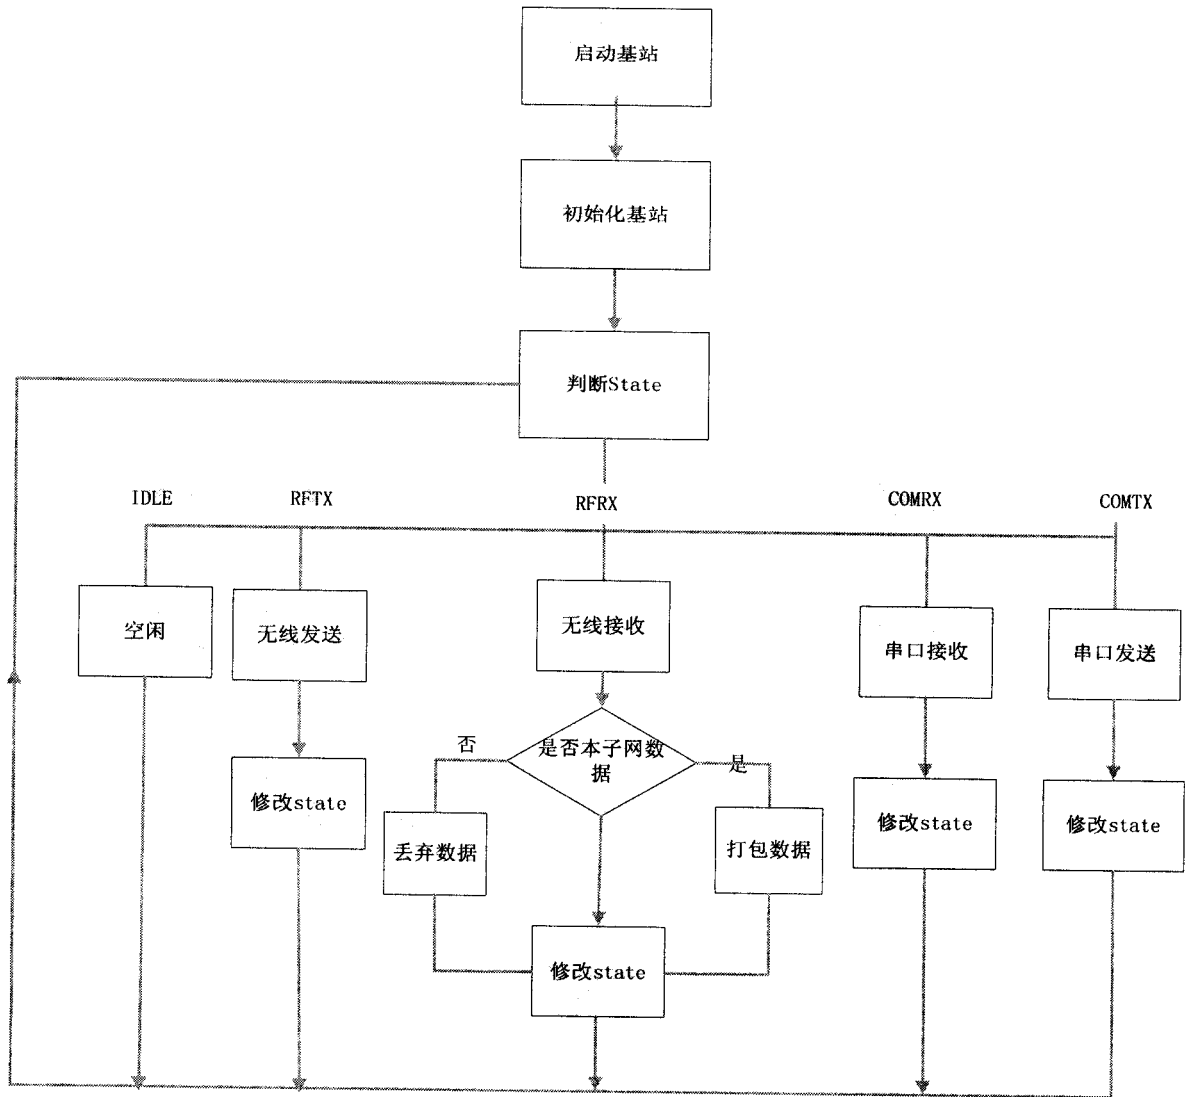 启动基站
初始化基站
判断State
IDLE
RFTX
RFRX
COMRX
COMTX
空闲
无线发送
无线接收
串口接收
串口发送
否
是否本子网数
据
是
修改state
丢弃数据
打包数据
修改state
修改state
修改state